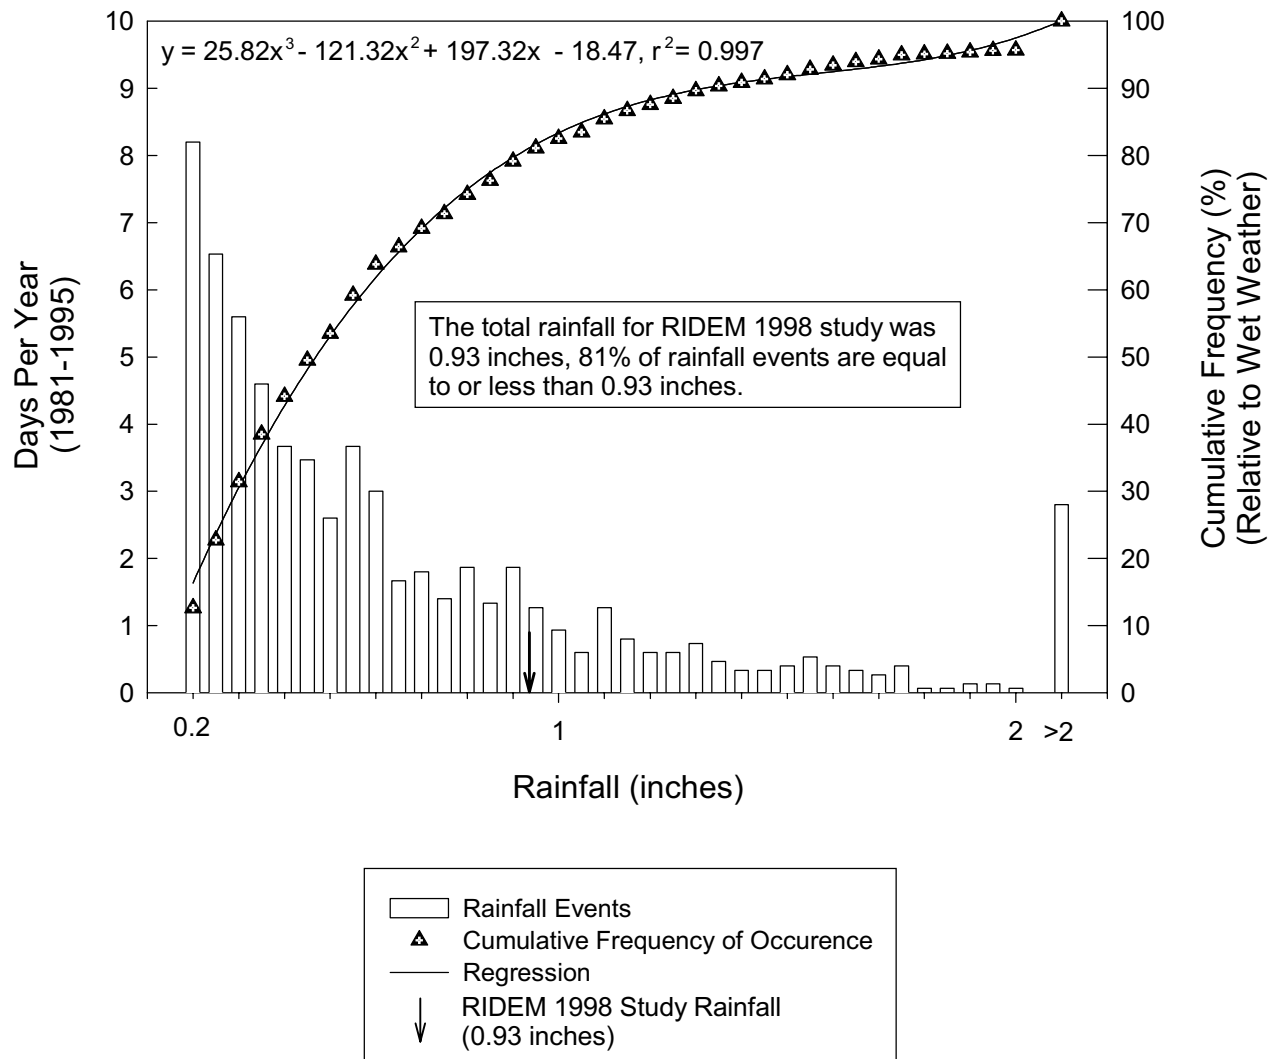 y = 25.82x³ - 121.32x² + 197.32x - 18.47, r² = 0.997
10
9
8
7
6
5
4
3
2
1
0
100
90
80
70
60
50
40
30
20
10
0
Days Per Year
(1981-1995)
Cumulative Frequency (%)
(Relative to Wet Weather)
The total rainfall for RIDEM 1998 study was
0.93 inches, 81% of rainfall events are equal
to or less than 0.93 inches.
0.2 1 2 >2
Rainfall (inches)
Rainfall Events
Cumulative Frequency of Occurence
Regression
RIDEM 1998 Study Rainfall
(0.93 inches)